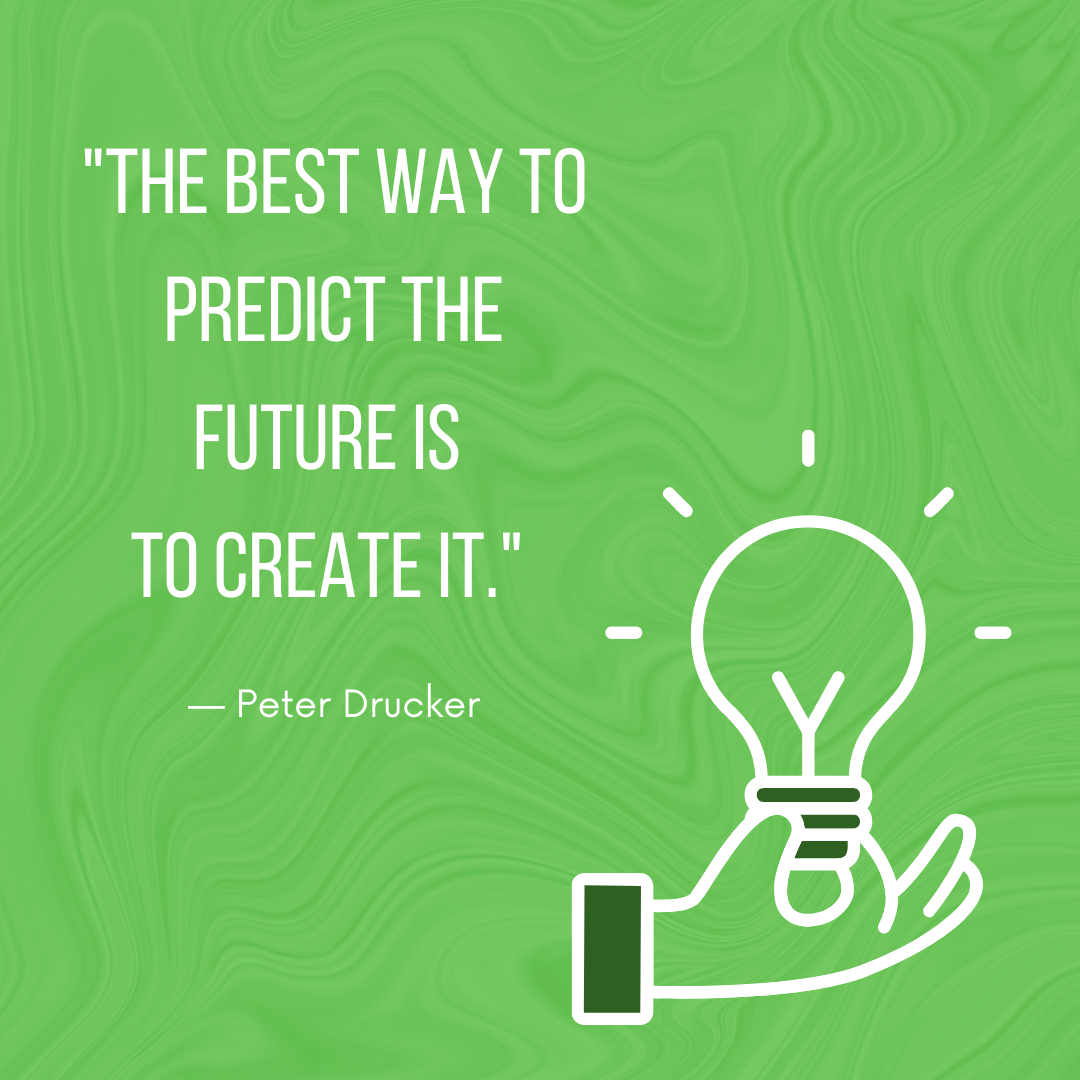 "THE BEST WAY TO
PREDICT THE
FUTURE IS
TO CREATE IT."
— Peter Drucker